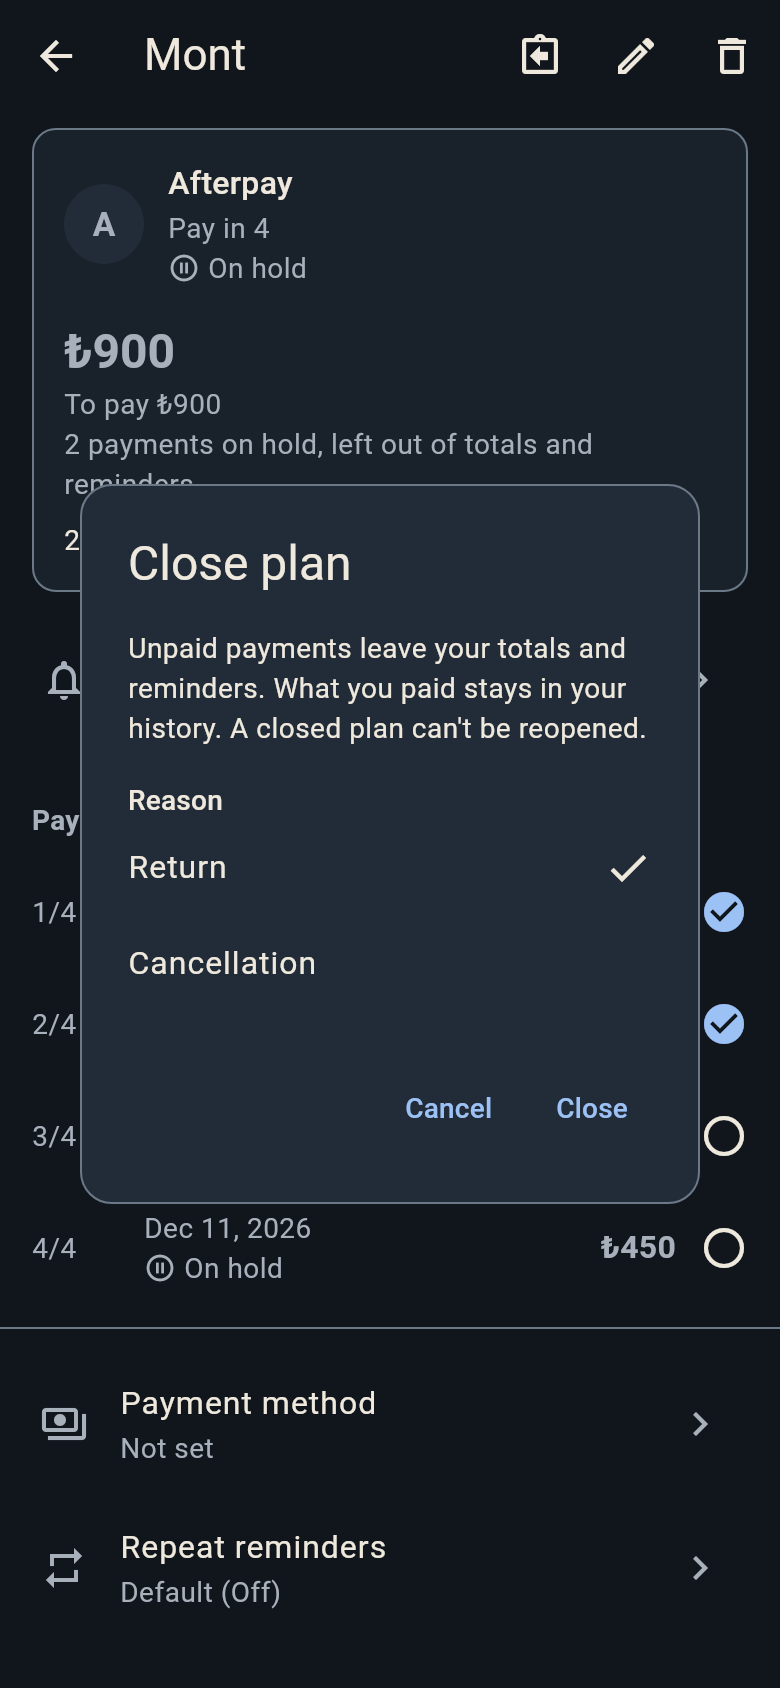 Mont
A
Afterpay
Pay in 4
On hold
₺900
To pay ₺900
2 payments on hold, left out of totals and
reminders
2
Close plan
Unpaid payments leave your totals and
reminders. What you paid stays in your
history. A closed plan can't be reopened.
Reason
Return
Cancellation
Cancel
Close
Pay
1/4
2/4
3/4
4/4
Dec 11, 2026
On hold
₺450
Payment method
Not set
Repeat reminders
Default (Off)